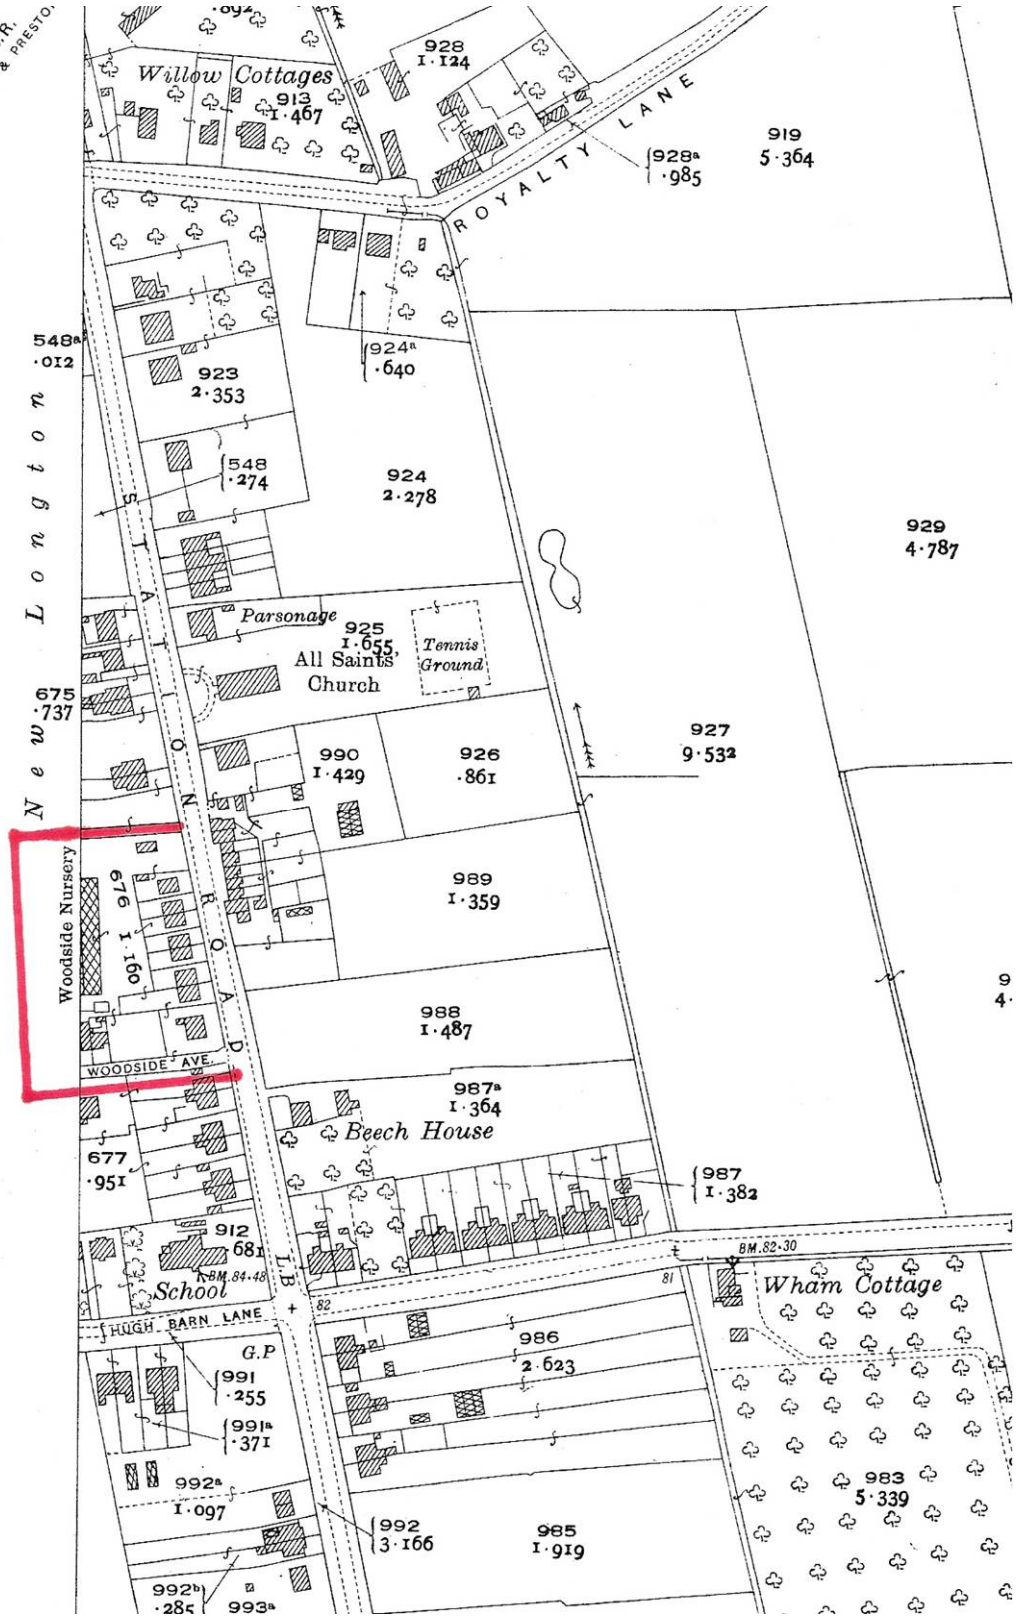 & PRESTON
.892
928
1.124
Willow Cottages
913
1.467
ROYALTY LANE
928a
.985
919
5.364
548a
.012
924a
.640
923
2.353
548
.274
924
2.278
929
4.787
New Longton
STATION ROAD
Parsonage
925
1.655
All Saints'
Church
Tennis
Ground
675
.737
927
9.532
990
1.429
926
.861
Woodside Nursery
676
1.160
989
1.359
988
1.487
WOODSIDE AVE.
987a
1.364
Beech House
677
.951
987
1.382
912
.681
B.M. 84.48
School
L.B
B.M. 82.30
81
82
Wham Cottage
HUGH BARN LANE
G.P
986
2.623
991
.255
991a
.371
992a
1.097
983
5.339
992
3.166
985
1.919
992b
.285
993a